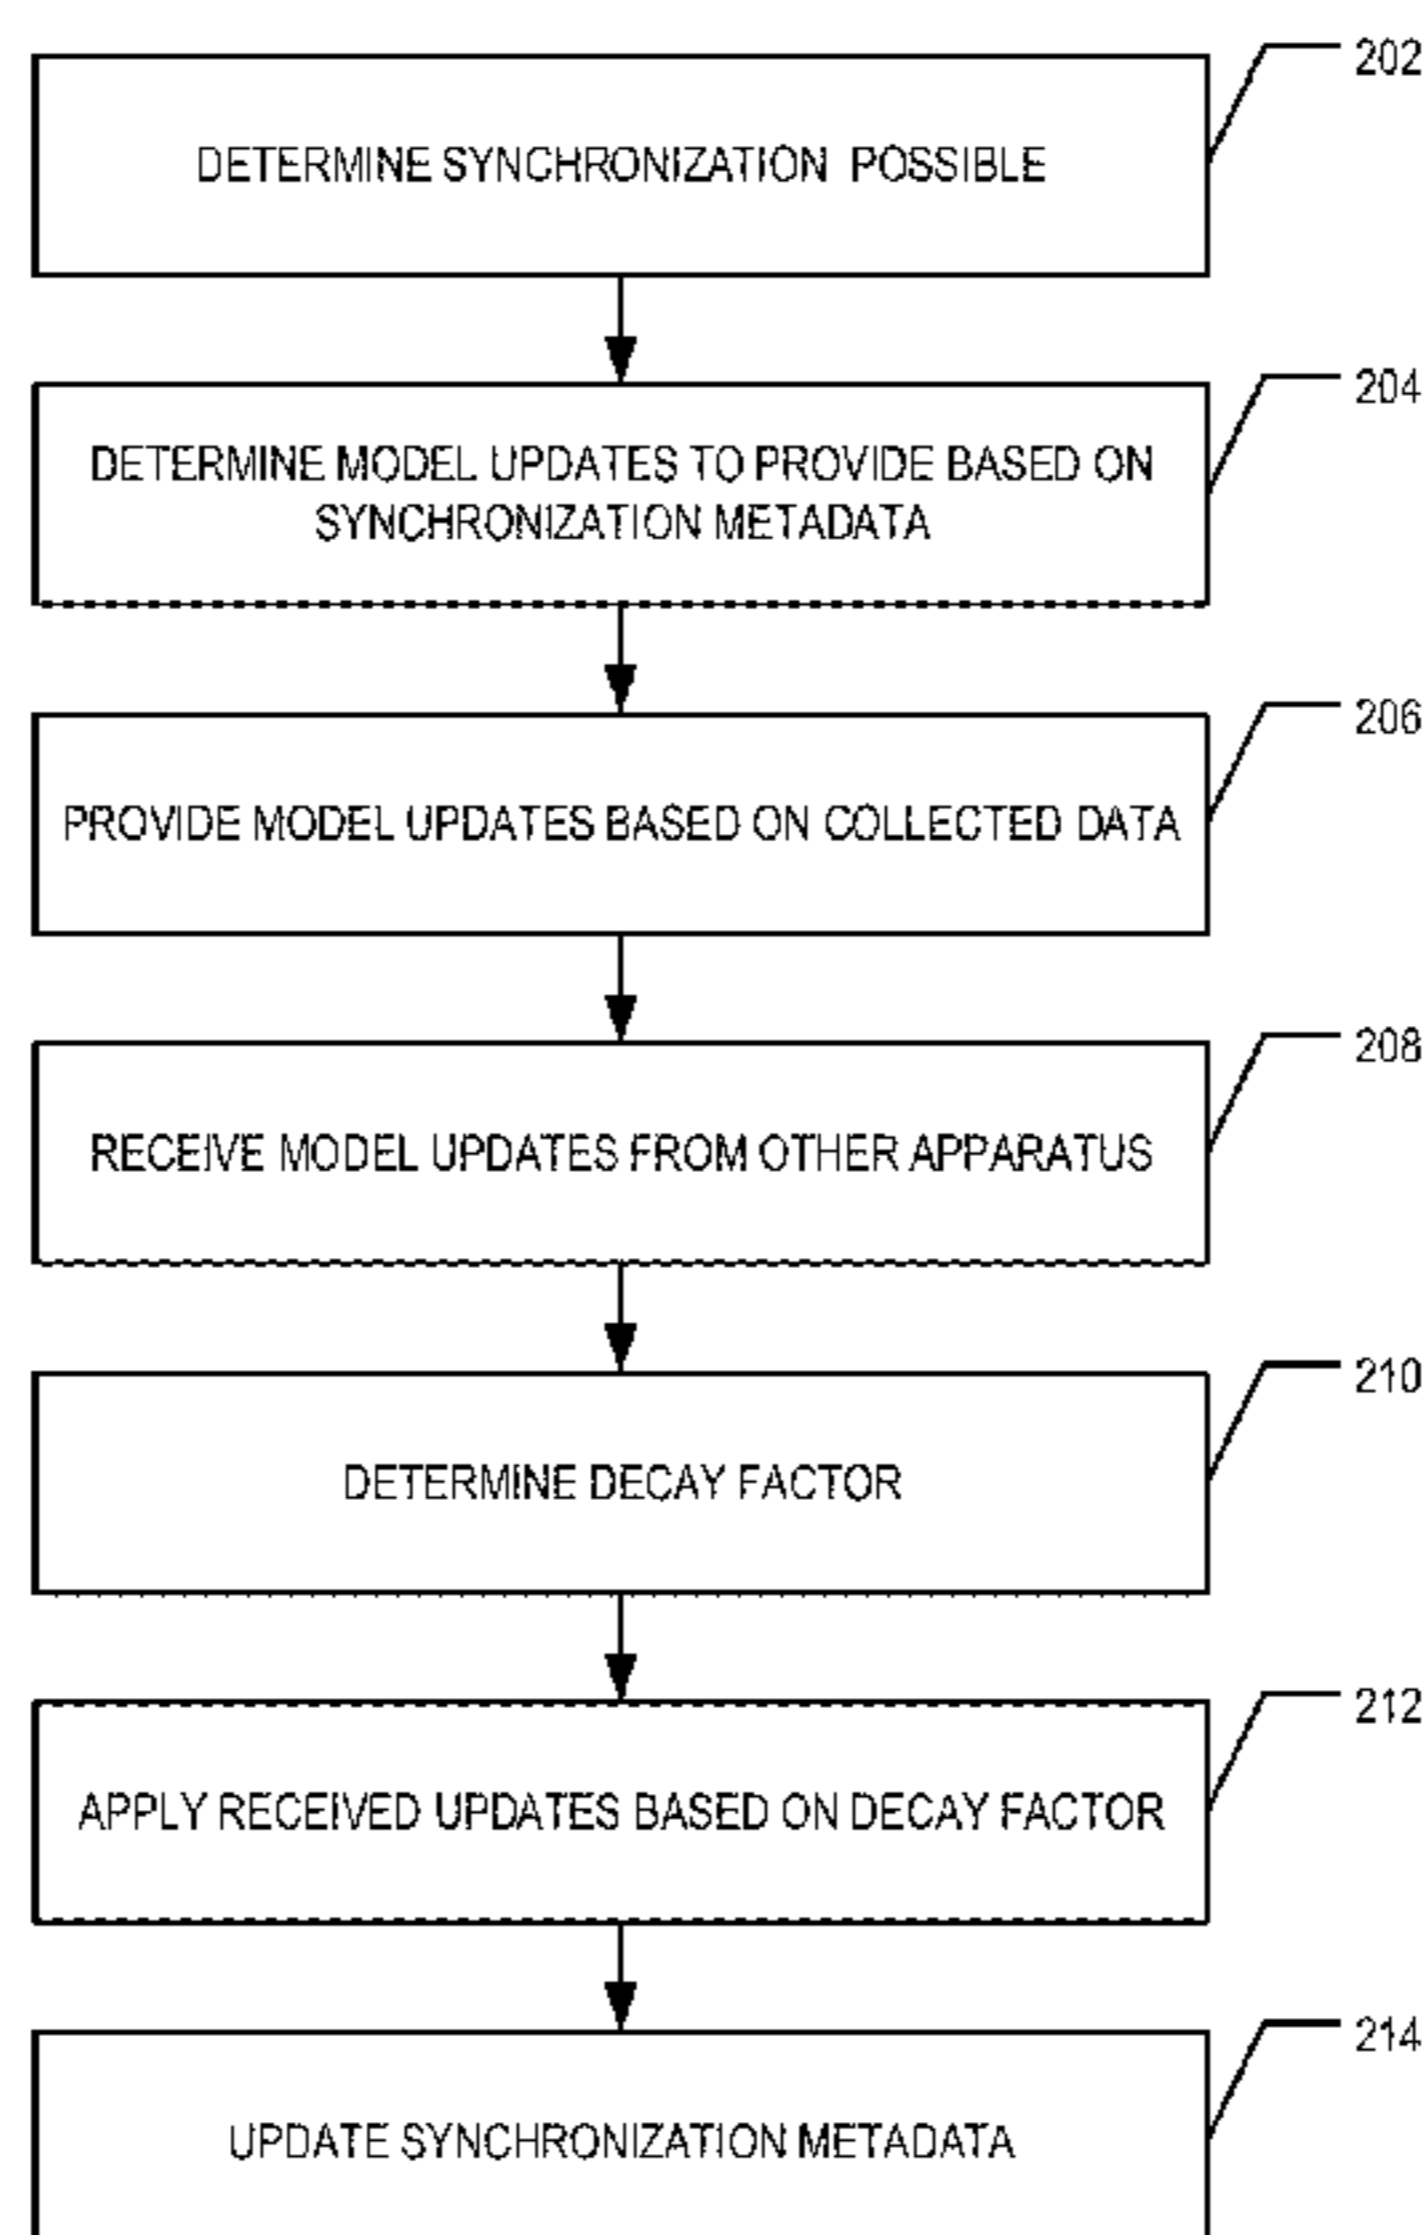 202
DETERMINE SYNCHRONIZATION POSSIBLE
204
DETERMINE MODEL UPDATES TO PROVIDE BASED ON
SYNCHRONIZATION METADATA
206
PROVIDE MODEL UPDATES BASED ON COLLECTED DATA
208
RECEIVE MODEL UPDATES FROM OTHER APPARATUS
210
DETERMINE DECAY FACTOR
212
APPLY RECEIVED UPDATES BASED ON DECAY FACTOR
214
UPDATE SYNCHRONIZATION METADATA